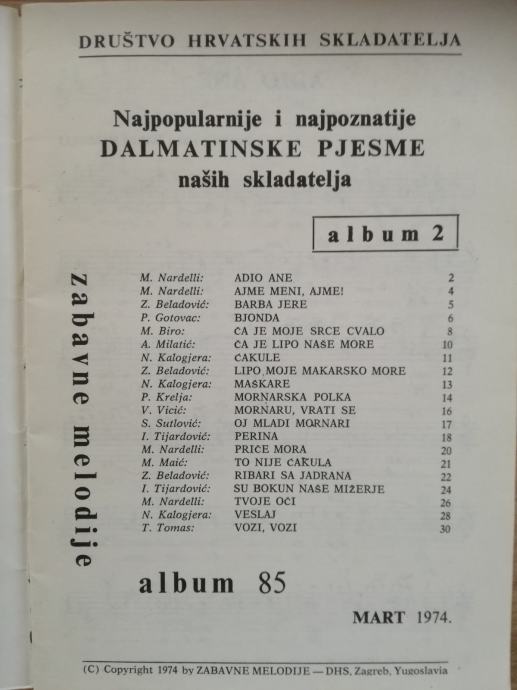 DRUŠTVO HRVATSKIH SKLADATELJA
Najpopularnije i najpoznatije
DALMATINSKE PJESME
naših skladatelja
album 2
zabavne melodije
M. Nardelli: ADIO ANE 2
M. Nardelli: AJME MENI, AJME! 4
Z. Beladović: BARBA JERE 5
P. Gotovac: BJONDA 6
M. Biro: ČA JE MOJE SRCE CVALO 8
A. Milatić: ČA JE LIPO NAŠE MORE 10
N. Kalogjera: ČAKULE 11
Z. Beladović: LIPO MOJE MAKARSKO MORE 12
N. Kalogjera: MAŠKARE 13
P. Krelja: MORNARSKA POLKA 14
V. Vicić: MORNARU, VRATI SE 16
S. Sutlović: OJ MLADI MORNARI 17
I. Tijardović: PERINA 18
M. Nardelli: PRIČE MORA 20
M. Maić: TO NIJE ČAKULA 21
Z. Beladović: RIBARI SA JADRANA 22
I. Tijardović: SU BOKUN NAŠE MIŽERJE 24
M. Nardelli: TVOJE OČI 26
N. Kalogjera: VESLAJ 28
T. Tomas: VOZI, VOZI 30
album 85
MART 1974.
(C) Copyright 1974 by ZABAVNE MELODIJE — DHS, Zagreb, Yugoslavia